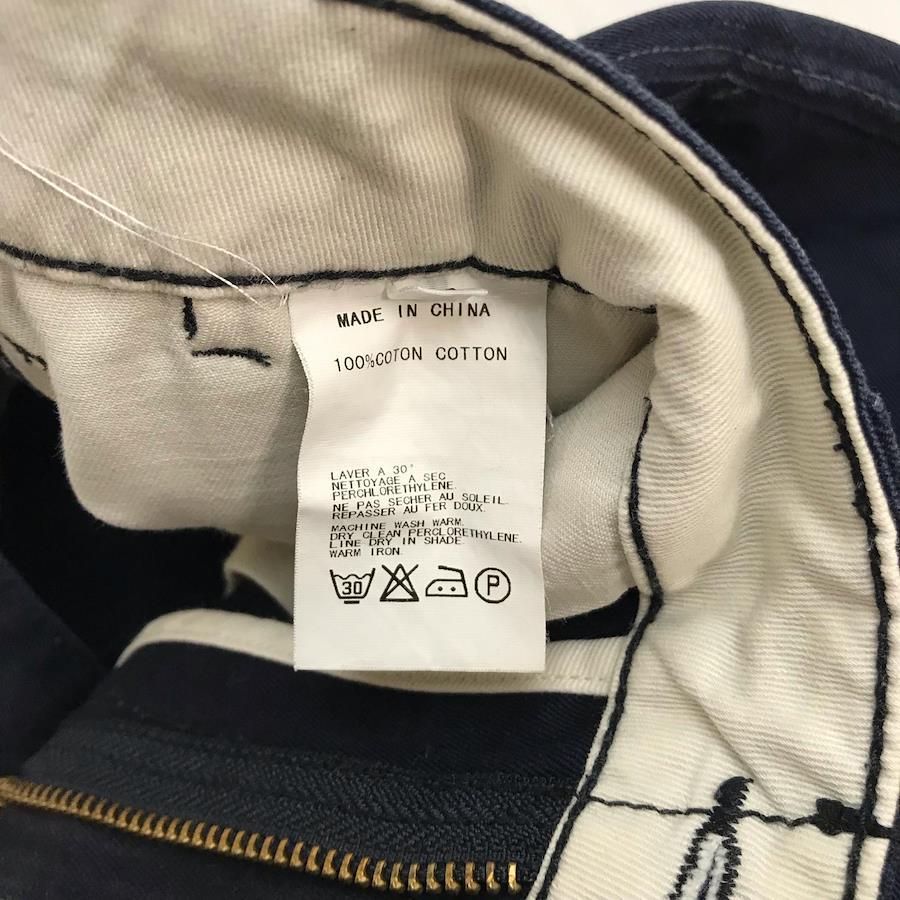 MADE IN CHINA
100%COTON COTTON
LAVER A 30°
NETTOYAGE A SEC
PERCHLORETHYLENE.
NE PAS SECHER AU SOLEIL.
REPASSER AU FER DOUX.
MACHINE WASH WARM.
DRY CLEAN PERCLORETHYLENE.
LINE DRY IN SHADE.
WARM IRON.
30 P